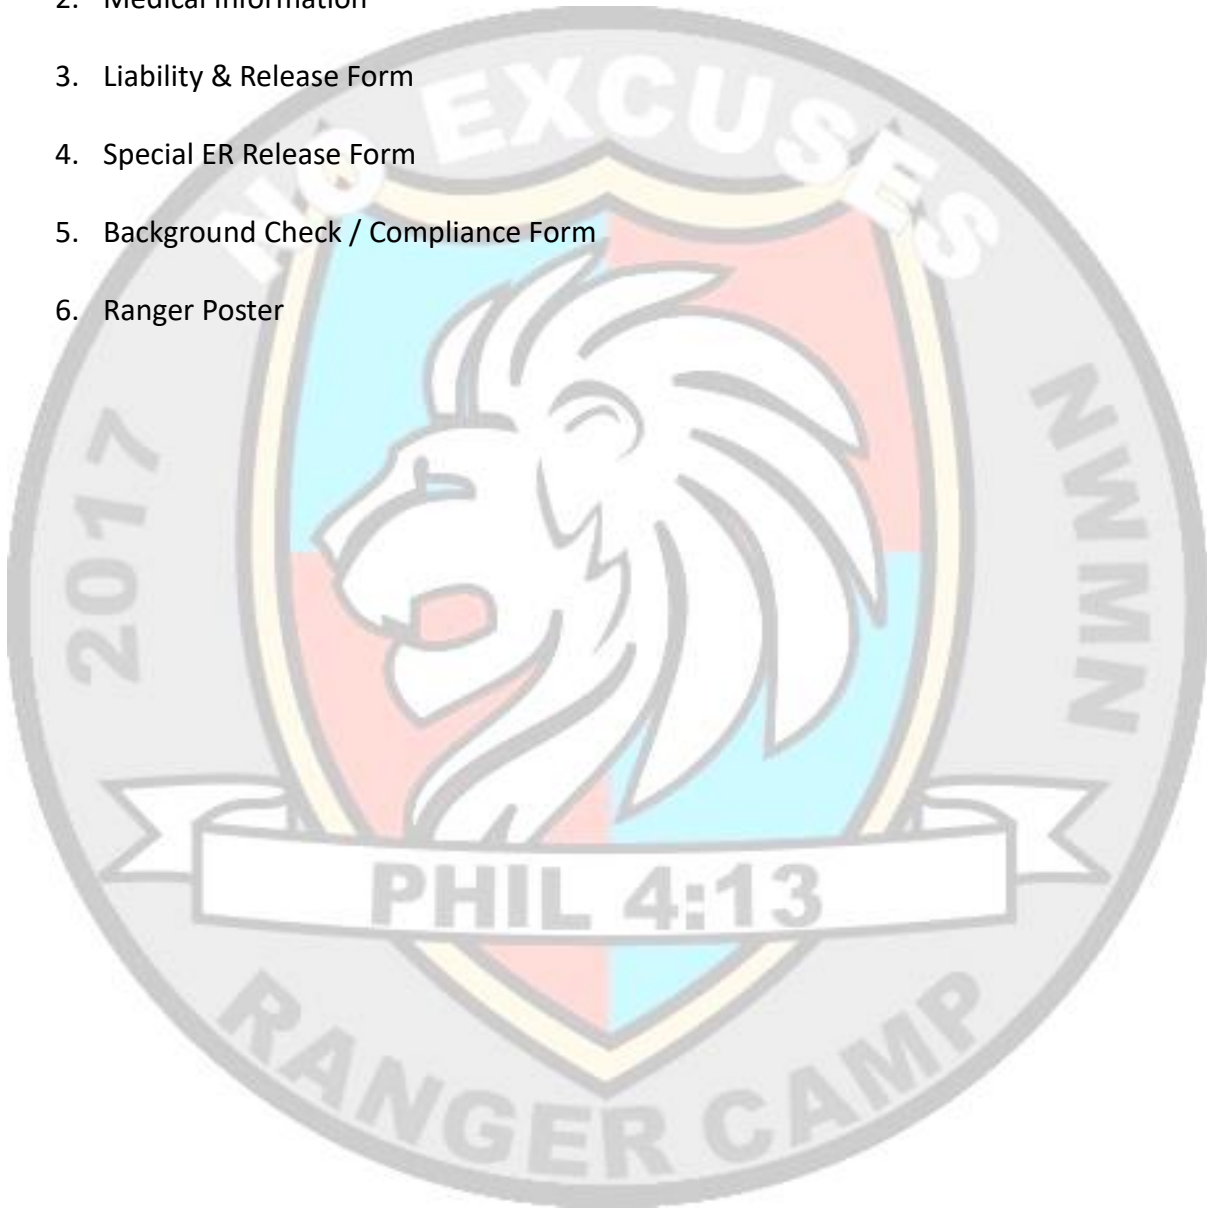 2. Medical Information
3. Liability & Release Form
4. Special ER Release Form
5. Background Check / Compliance Form
6. Ranger Poster
NO EXCUSES
2017
NWMN
PHIL 4:13
RANGER CAMP